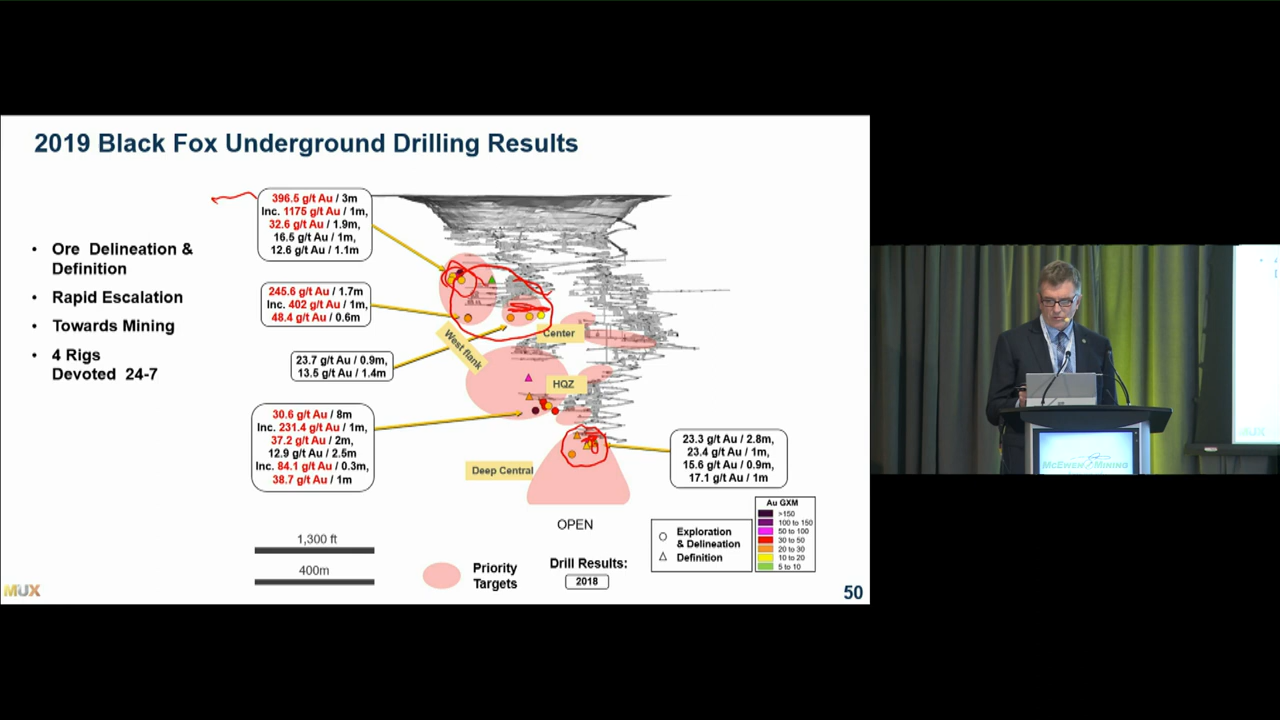 2019 Black Fox Underground Drilling Results
• Ore Delineation &
Definition
• Rapid Escalation
• Towards Mining
• 4 Rigs
Devoted 24-7
396.5 g/t Au / 3m
Inc. 1175 g/t Au / 1m,
32.6 g/t Au / 1.9m,
16.5 g/t Au / 1m,
12.6 g/t Au / 1.1m
245.6 g/t Au / 1.7m
Inc. 402 g/t Au / 1m,
48.4 g/t Au / 0.6m
23.7 g/t Au / 0.9m,
13.5 g/t Au / 1.4m
30.6 g/t Au / 8m
Inc. 231.4 g/t Au / 1m,
37.2 g/t Au / 2m,
12.9 g/t Au / 2.5m
Inc. 84.1 g/t Au / 0.3m,
38.7 g/t Au / 1m
West flank
Center
HQZ
Deep Central
23.3 g/t Au / 2.8m,
23.4 g/t Au / 1m,
15.6 g/t Au / 0.9m,
17.1 g/t Au / 1m
OPEN
1,300 ft
400m
Priority
Targets
Drill Results:
2018
Exploration
& Delineation
Definition
Au GXM
>150
100 to 150
50 to 100
30 to 50
20 to 30
10 to 20
5 to 10
MUX
50
McEwen Mining
MUX